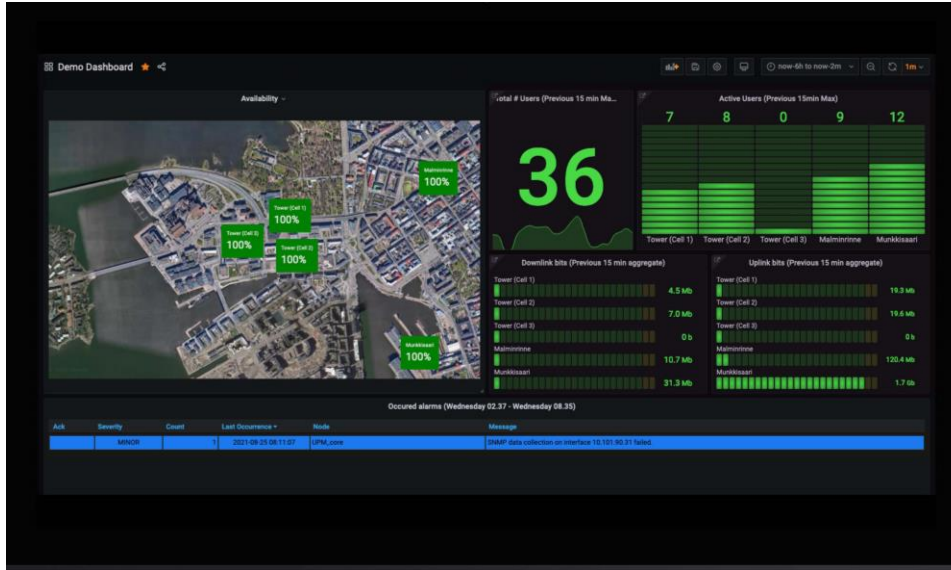 Demo Dashboard
now-6h to now-2m
1m
Availability
Malminrinne
100%
Tower (Cell 1)
100%
Tower (Cell 3)
100%
Tower (Cell 2)
100%
Munkkisaari
100%
Total # Users (Previous 15 min Ma...
36
Active Users (Previous 15min Max)
7 8 0 9 12
Tower (Cell 1) Tower (Cell 2) Tower (Cell 3) Malminrinne Munkkisaari
Downlink bits (Previous 15 min aggregate)
Tower (Cell 1)
4.5 Mb
Tower (Cell 2)
7.0 Mb
Tower (Cell 3)
0 b
Malminrinne
10.7 Mb
Munkkisaari
31.3 Mb
Uplink bits (Previous 15 min aggregate)
Tower (Cell 1)
19.3 Mb
Tower (Cell 2)
19.6 Mb
Tower (Cell 3)
0 b
Malminrinne
120.4 Mb
Munkkisaari
1.7 Gb
Occured alarms (Wednesday 02.37 - Wednesday 08.35)
Ack Severity Count Last Occurrence Node Message
MINOR 1 2021-08-25 08:11:07 UPM_core SNMP data collection on interface 10.101.90.31 failed.